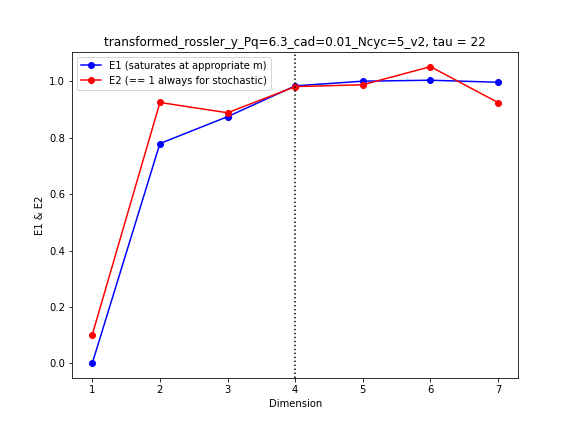 transformed_rossler_y_Pq=6.3_cad=0.01_Ncyc=5_v2, tau = 22
E1 (saturates at appropriate m)
E2 (== 1 always for stochastic)
1.0
0.8
0.6
0.4
0.2
0.0
E1 & E2
1 2 3 4 5 6 7
Dimension